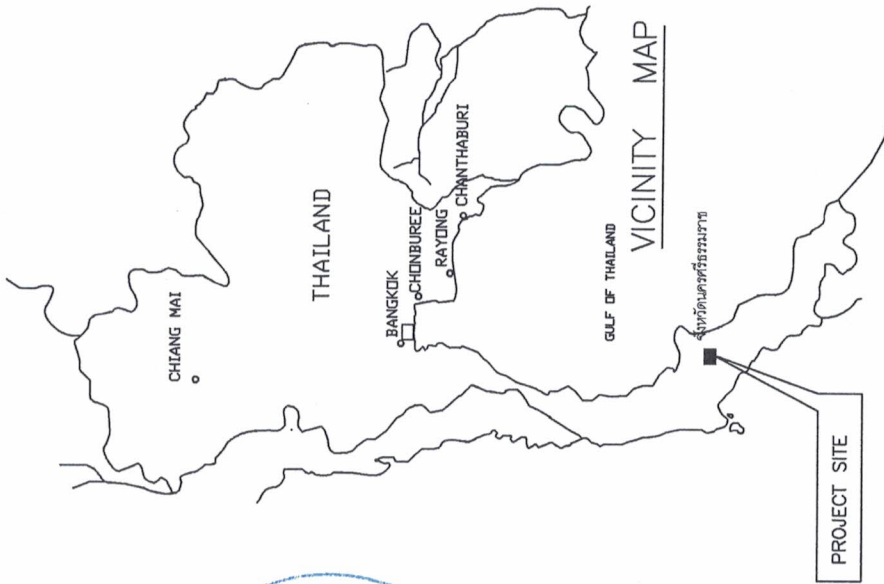 CHIANG MAI
THAILAND
BANGKOK
CHONBUREE
RAYONG
CHANTHABURI
GULF OF THAILAND
VICINITY MAP
จังหวัดนครศรีธรรมราช
PROJECT SITE